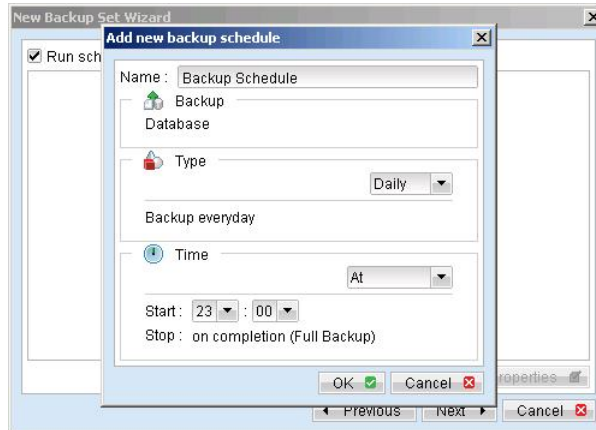 New Backup Set Wizard
Add new backup schedule
Run sch
Name : Backup Schedule
Backup
Database
Type
Daily
Backup everyday
Time
At
Start : 23 : 00
Stop : on completion (Full Backup)
OK Cancel
roperties
Previous Next Cancel